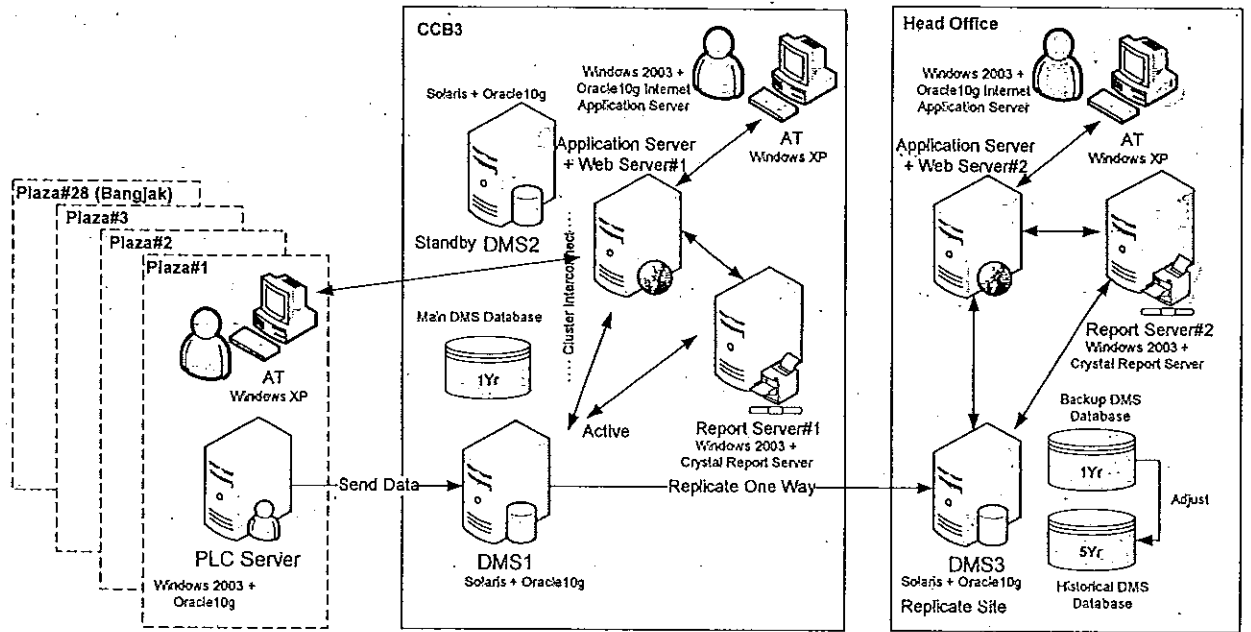 Plaza#28 (Bangjak)
Plaza#3
Plaza#2
Plaza#1
AT
Windows XP
PLC Server
Windows 2003 +
Oracle10g
Send Data
CCB3
Solaris + Oracle10g
Standby DMS2
Windows 2003 +
Oracle10g Internet
Application Server
AT
Windows XP
Application Server
+ Web Server#1
Cluster Interconnect
Main DMS Database
1Yr
Active
Report Server#1
Windows 2003 +
Crystal Report Server
DMS1
Solaris + Oracle10g
Replicate One Way
Head Office
Windows 2003 +
Oracle10g Internet
Application Server
AT
Windows XP
Application Server
+ Web Server#2
Report Server#2
Windows 2003 +
Crystal Report Server
Backup DMS
Database
1Yr
Adjust
5Yr
Historical DMS
Database
DMS3
Solaris + Oracle10g
Replicate Site